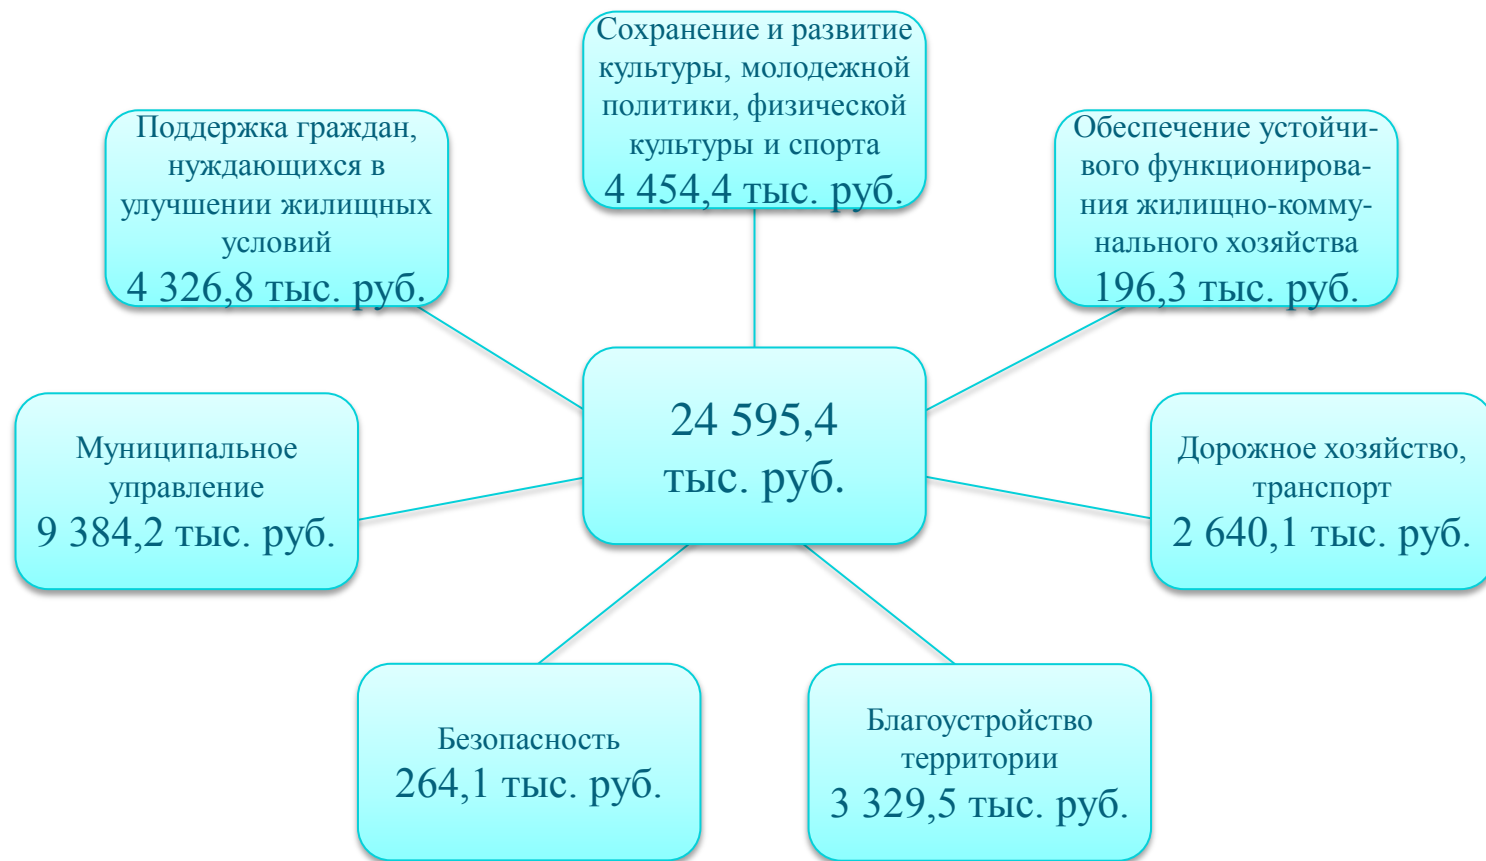 Сохранение и развитие
культуры, молодежной
политики, физической
культуры и спорта
4 454,4 тыс. руб.
Поддержка граждан,
нуждающихся в
улучшении жилищных
условий
4 326,8 тыс. руб.
Обеспечение устойчи-
вого функционирова-
ния жилищно-комму-
нального хозяйства
196,3 тыс. руб.
24 595,4
тыс. руб.
Муниципальное
управление
9 384,2 тыс. руб.
Дорожное хозяйство,
транспорт
2 640,1 тыс. руб.
Безопасность
264,1 тыс. руб.
Благоустройство
территории
3 329,5 тыс. руб.